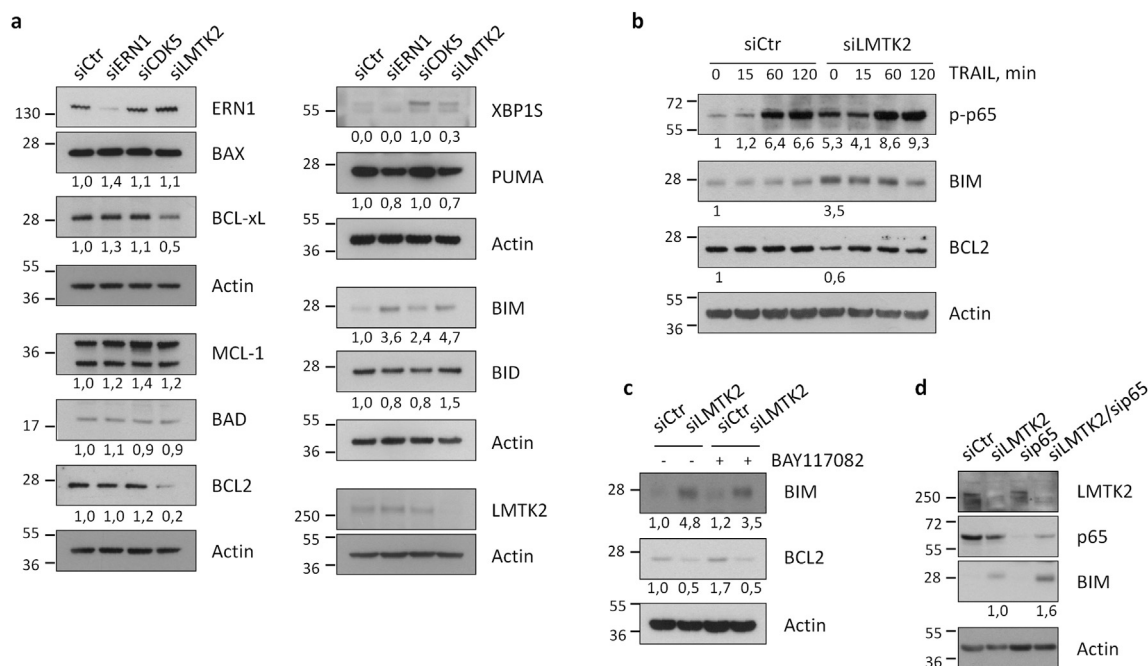 a
siCtr siERN1 siCDK5 siLMTK2
130 ERN1
28 BAX
1,0 1,4 1,1 1,1
28 BCL-xL
1,0 1,3 1,1 0,5
55
36 Actin
36 MCL-1
1,0 1,2 1,4 1,2
17 BAD
1,0 1,1 0,9 0,9
28 BCL2
1,0 1,0 1,2 0,2
55
36 Actin
siCtr siERN1 siCDK5 siLMTK2
55 XBP1S
0,0 0,0 1,0 0,3
28 PUMA
1,0 0,8 1,0 0,7
55
36 Actin
28 BIM
1,0 3,6 2,4 4,7
28 BID
1,0 0,8 0,8 1,5
55
36 Actin
250 LMTK2
55
36 Actin
b
siCtr siLMTK2
0 15 60 120 0 15 60 120 TRAIL, min
72
55 p-p65
1 1,2 6,4 6,6 5,3 4,1 8,6 9,3
28 BIM
1 3,5
28 BCL2
1 0,6
55
36 Actin
c
siCtr siLMTK2 siCtr siLMTK2
- - + + BAY117082
28 BIM
1,0 4,8 1,2 3,5
28 BCL2
1,0 0,5 1,7 0,5
55
36 Actin
d
siCtr siLMTK2 sip65 siLMTK2/sip65
250 LMTK2
72
55 p65
28 BIM
1,0 1,6
55
36 Actin